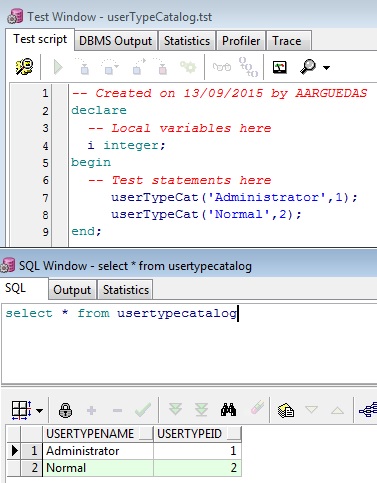 Test Window - userTypeCatalog.tst
Test script DBMS Output Statistics Profiler Trace
1 -- Created on 13/09/2015 by AARGUEDAS
2 declare
3 -- Local variables here
4 i integer;
5 begin
6 -- Test statements here
7 userTypeCat('Administrator',1);
8 userTypeCat('Normal',2);
9 end;
SQL Window - select * from usertypecatalog
SQL Output Statistics
select * from usertypecatalog
USERTYPENAME USERTYPEID
1 Administrator 1
2 Normal 2